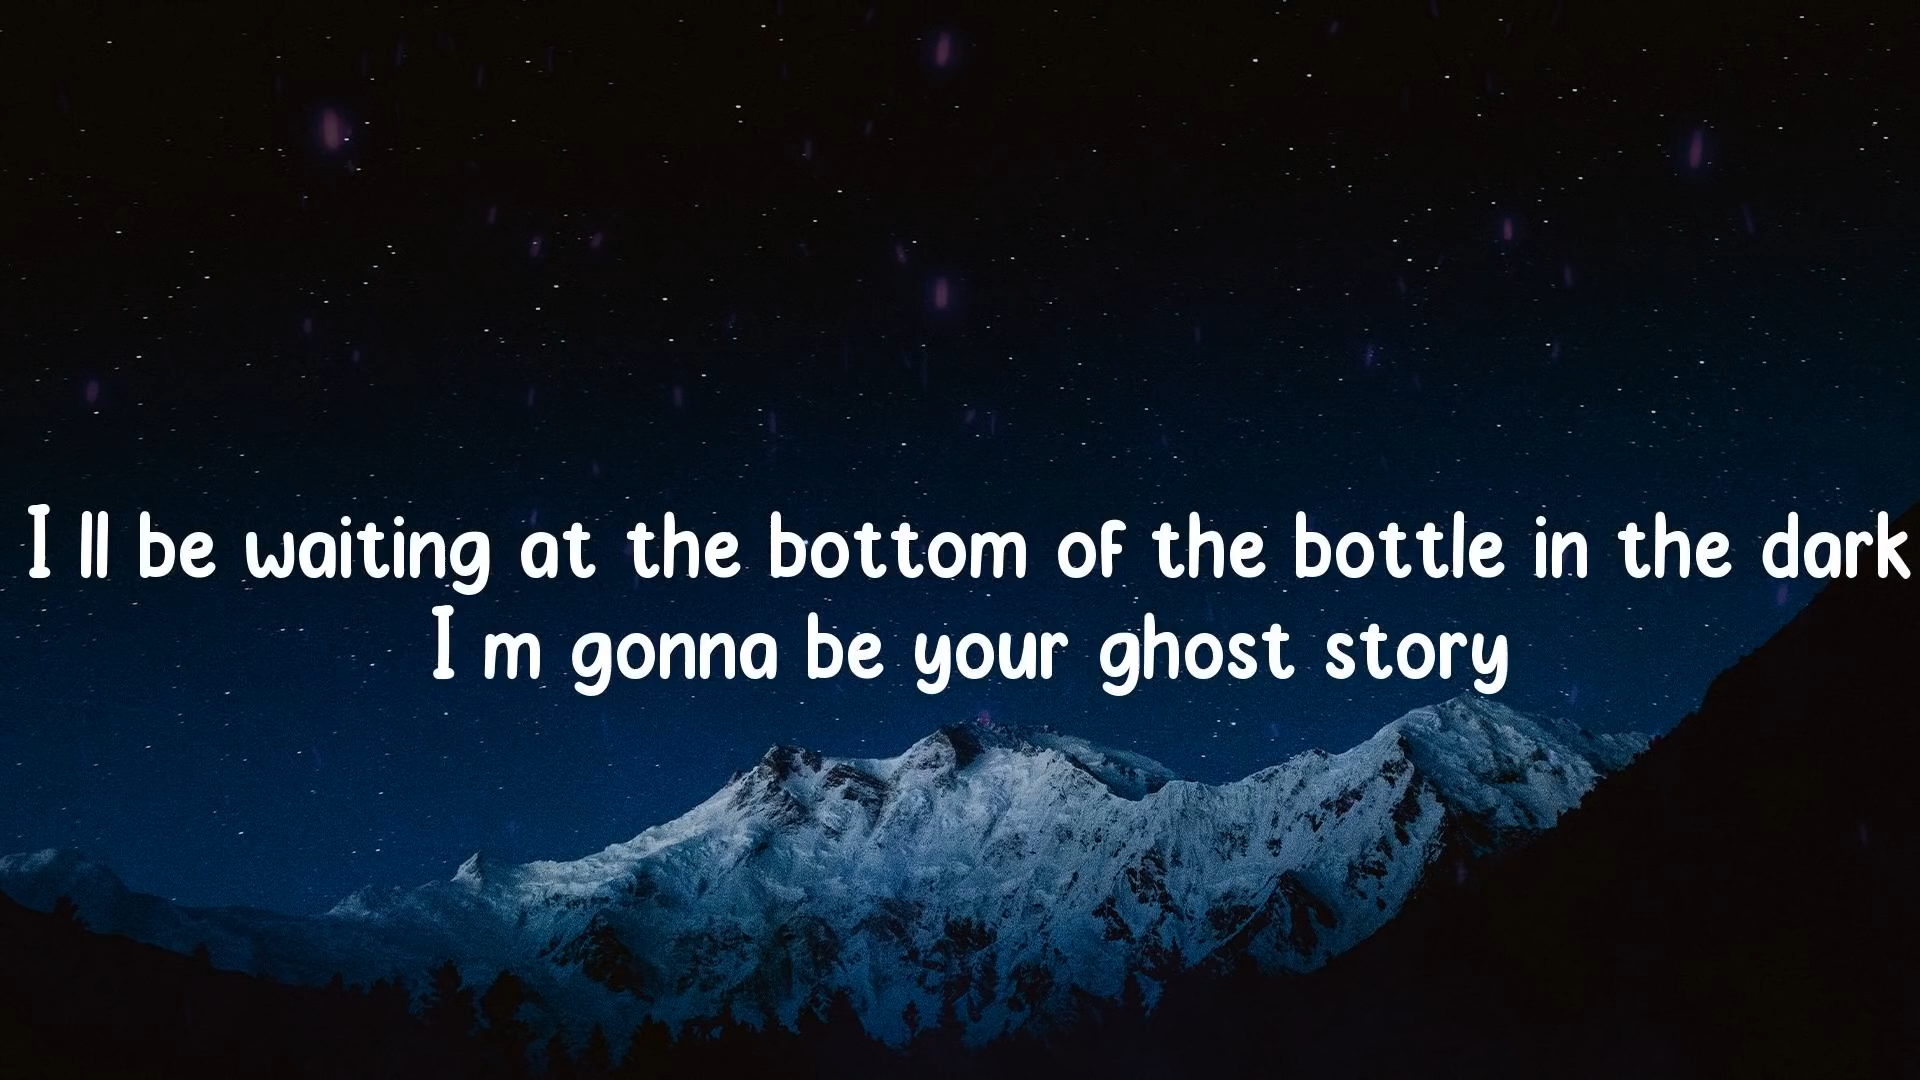 I ll be waiting at the bottom of the bottle in the dark
I m gonna be your ghost story